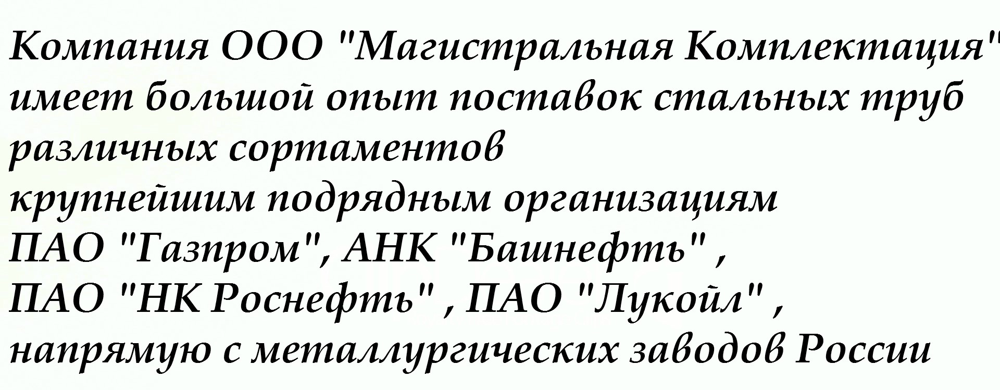 Компания ООО "Магистральная Комплектация"
имеет большой опыт поставок стальных труб
различных сортаментов
крупнейшим подрядным организациям
ПАО "Газпром", АНК "Башнефть" ,
ПАО "НК Роснефть" , ПАО "Лукойл" ,
напрямую с металлургических заводов России